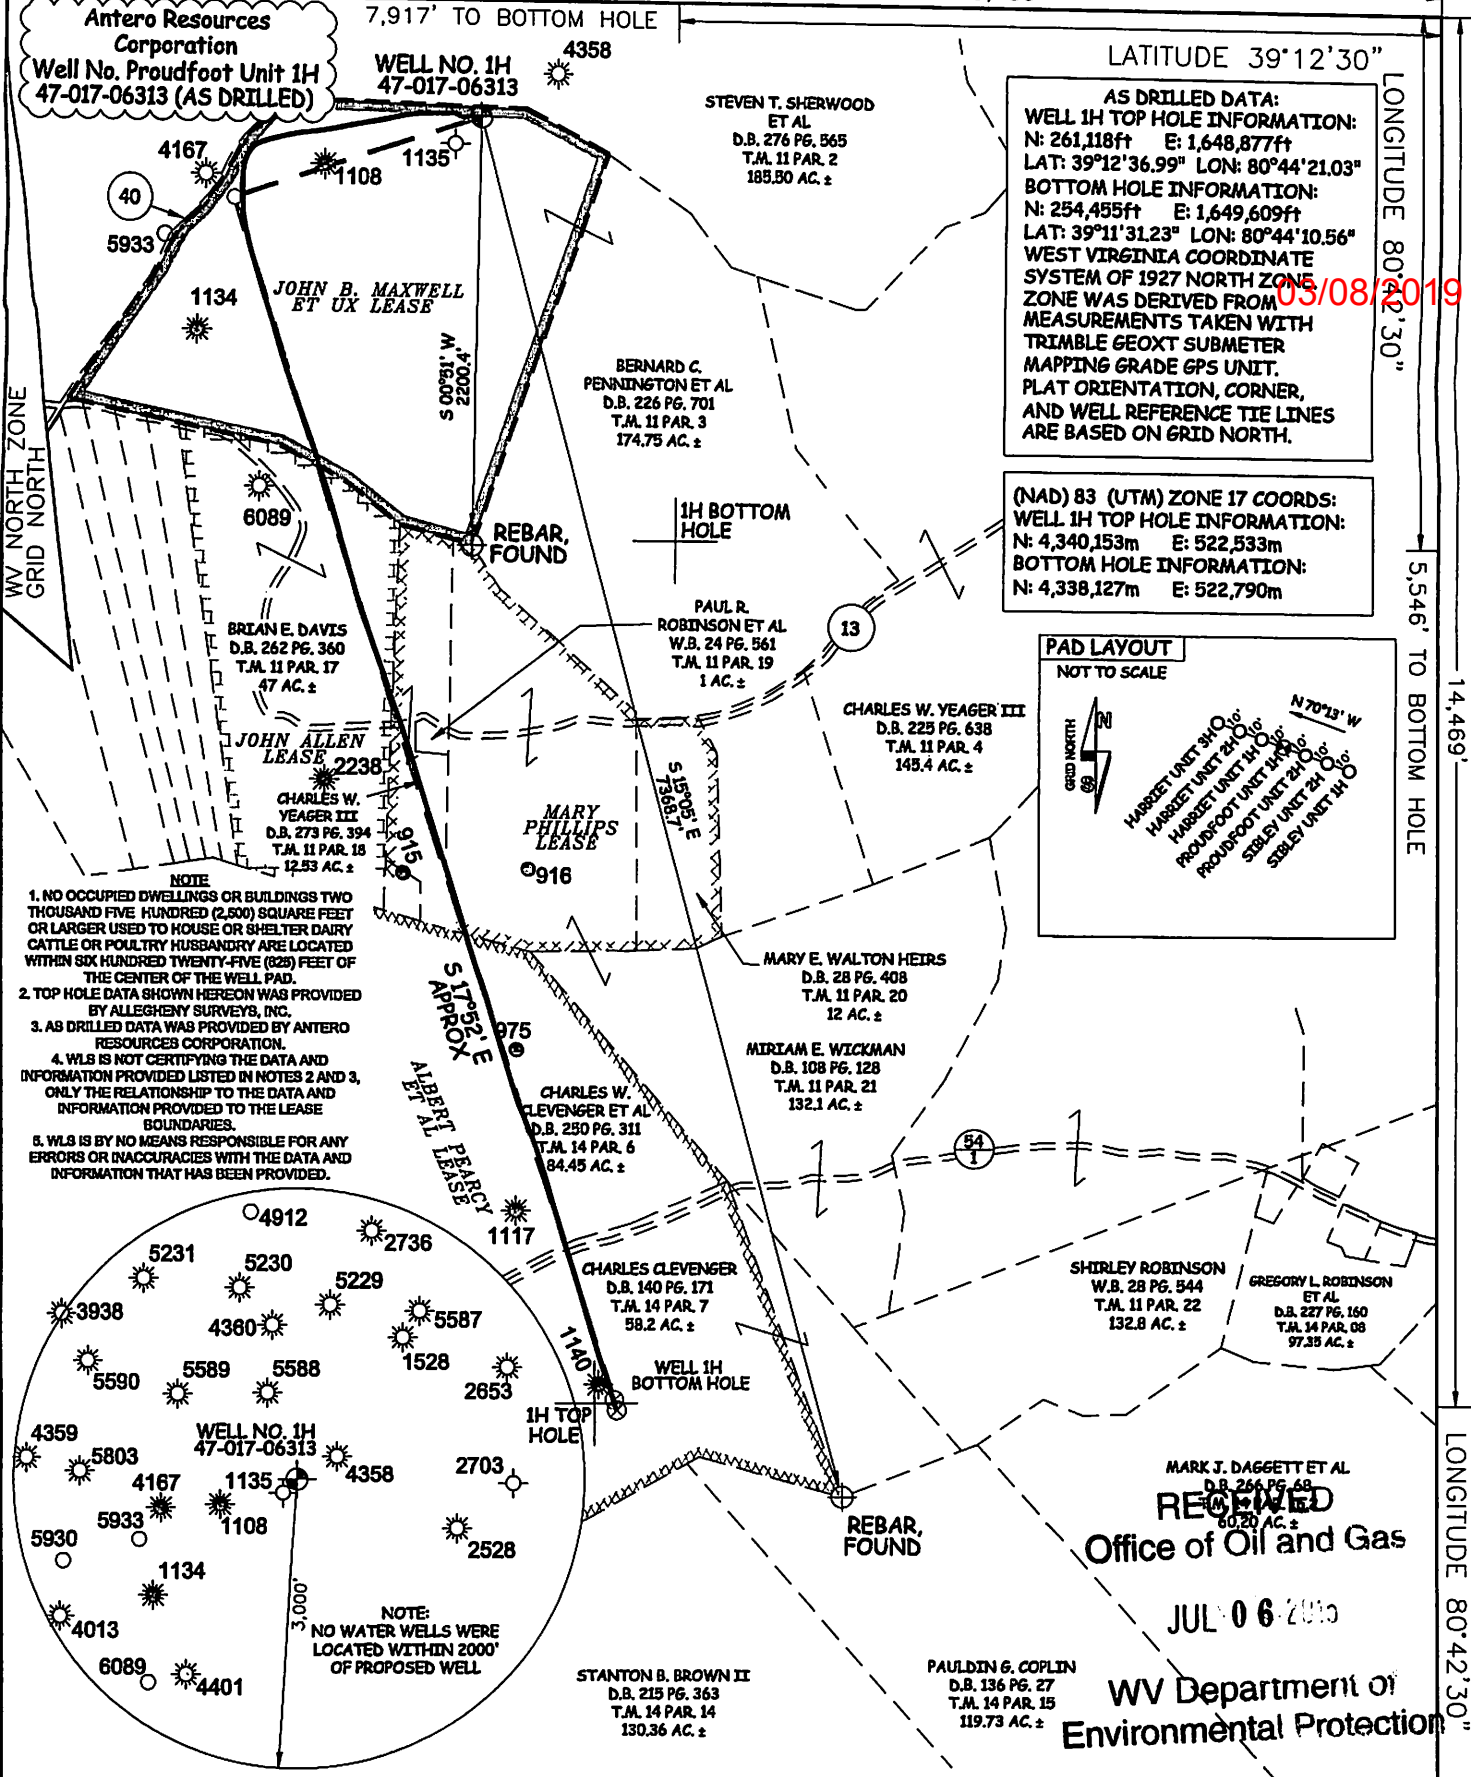 Antero Resources
Corporation
Well No. Proudfoot Unit 1H
47-017-06313 (AS DRILLED)
7,917' TO BOTTOM HOLE
WELL NO. 1H
47-017-06313
4358
LATITUDE 39°12'30"
LONGITUDE 80°42'30"
AS DRILLED DATA:
WELL 1H TOP HOLE INFORMATION:
N: 261,118ft E: 1,648,877ft
LAT: 39°12'36.99" LON: 80°44'21.03"
BOTTOM HOLE INFORMATION:
N: 254,455ft E: 1,649,609ft
LAT: 39°11'31.23" LON: 80°44'10.56"
WEST VIRGINIA COORDINATE
SYSTEM OF 1927 NORTH ZONE.
ZONE WAS DERIVED FROM
MEASUREMENTS TAKEN WITH
TRIMBLE GEOXT SUBMETER
MAPPING GRADE GPS UNIT.
PLAT ORIENTATION, CORNER,
AND WELL REFERENCE TIE LINES
ARE BASED ON GRID NORTH.
03/08/2019
(NAD) 83 (UTM) ZONE 17 COORDS:
WELL 1H TOP HOLE INFORMATION:
N: 4,340,153m E: 522,533m
BOTTOM HOLE INFORMATION:
N: 4,338,127m E: 522,790m
5,546' TO BOTTOM HOLE
14,469'
PAD LAYOUT
NOT TO SCALE
GRID NORTH
N
N 70°13' W
HARRIET UNIT 3H
10'
HARRIET UNIT 2H
10'
HARRIET UNIT 1H
10'
PROUDFOOT UNIT 1H
10'
PROUDFOOT UNIT 2H
10'
SIBLEY UNIT 2H
10'
SIBLEY UNIT 1H
STEVEN T. SHERWOOD
ET AL
D.B. 276 PG. 565
T.M. 11 PAR. 2
185.50 AC. ±
4167
1135
1108
40
5933
1134
JOHN B. MAXWELL
ET UX LEASE
S 00°51' W
2200.4'
BERNARD C.
PENNINGTON ET AL
D.B. 226 PG. 701
T.M. 11 PAR. 3
174.75 AC. ±
WV NORTH ZONE
GRID NORTH
6089
REBAR,
FOUND
1H BOTTOM
HOLE
BRIAN E. DAVIS
D.B. 262 PG. 360
T.M. 11 PAR. 17
47 AC. ±
PAUL R.
ROBINSON ET AL
W.B. 24 PG. 561
T.M. 11 PAR. 19
1 AC. ±
13
CHARLES W. YEAGER III
D.B. 225 PG. 638
T.M. 11 PAR. 4
145.4 AC. ±
JOHN ALLEN
LEASE
2238
CHARLES W.
YEAGER III
D.B. 273 PG. 394
T.M. 11 PAR. 18
12.53 AC. ±
915
MARY
PHILLIPS
LEASE
916
S 15°05' E
7368.7'
NOTE
1. NO OCCUPIED DWELLINGS OR BUILDINGS TWO
THOUSAND FIVE HUNDRED (2,500) SQUARE FEET
OR LARGER USED TO HOUSE OR SHELTER DAIRY
CATTLE OR POULTRY HUSBANDRY ARE LOCATED
WITHIN SIX HUNDRED TWENTY-FIVE (625) FEET OF
THE CENTER OF THE WELL PAD.
2. TOP HOLE DATA SHOWN HEREON WAS PROVIDED
BY ALLEGHENY SURVEYS, INC.
3. AS DRILLED DATA WAS PROVIDED BY ANTERO
RESOURCES CORPORATION.
4. WLS IS NOT CERTIFYING THE DATA AND
INFORMATION PROVIDED LISTED IN NOTES 2 AND 3,
ONLY THE RELATIONSHIP TO THE DATA AND
INFORMATION PROVIDED TO THE LEASE
BOUNDARIES.
5. WLS IS BY NO MEANS RESPONSIBLE FOR ANY
ERRORS OR INACCURACIES WITH THE DATA AND
INFORMATION THAT HAS BEEN PROVIDED.
S 17°52' E
APPROX
975
MARY E. WALTON HEIRS
D.B. 28 PG. 408
T.M. 11 PAR. 20
12 AC. ±
MIRIAM E. WICKMAN
D.B. 108 PG. 128
T.M. 11 PAR. 21
132.1 AC. ±
ALBERT PEARCY
ET AL LEASE
CHARLES W.
CLEVENGER ET AL
D.B. 250 PG. 311
T.M. 14 PAR. 6
84.45 AC. ±
54
1
1117
CHARLES CLEVENGER
D.B. 140 PG. 171
T.M. 14 PAR. 7
58.2 AC. ±
SHIRLEY ROBINSON
W.B. 28 PG. 544
T.M. 11 PAR. 22
132.8 AC. ±
GREGORY L. ROBINSON
ET AL
D.B. 227 PG. 160
T.M. 14 PAR. 08
97.35 AC. ±
1140
WELL 1H
BOTTOM HOLE
1H TOP
HOLE
4912
2736
5231
5230
5229
3938
4360
5587
1528
5590
5589
5588
2653
4359
5803
WELL NO. 1H
47-017-06313
4167
1135
4358
2703
5933
1108
5930
2528
1134
4013
3,000'
6089
4401
NOTE:
NO WATER WELLS WERE
LOCATED WITHIN 2000'
OF PROPOSED WELL
REBAR,
FOUND
MARK J. DAGGETT ET AL
D.B. 266 PG. 68
60.20 AC. ±
RECEIVED
Office of Oil and Gas
JUL 06
WV Department of
Environmental Protection
STANTON B. BROWN II
D.B. 215 PG. 363
T.M. 14 PAR. 14
130.36 AC. ±
PAULDIN G. COPLIN
D.B. 136 PG. 27
T.M. 14 PAR. 15
119.73 AC. ±
LONGITUDE 80°42'30"